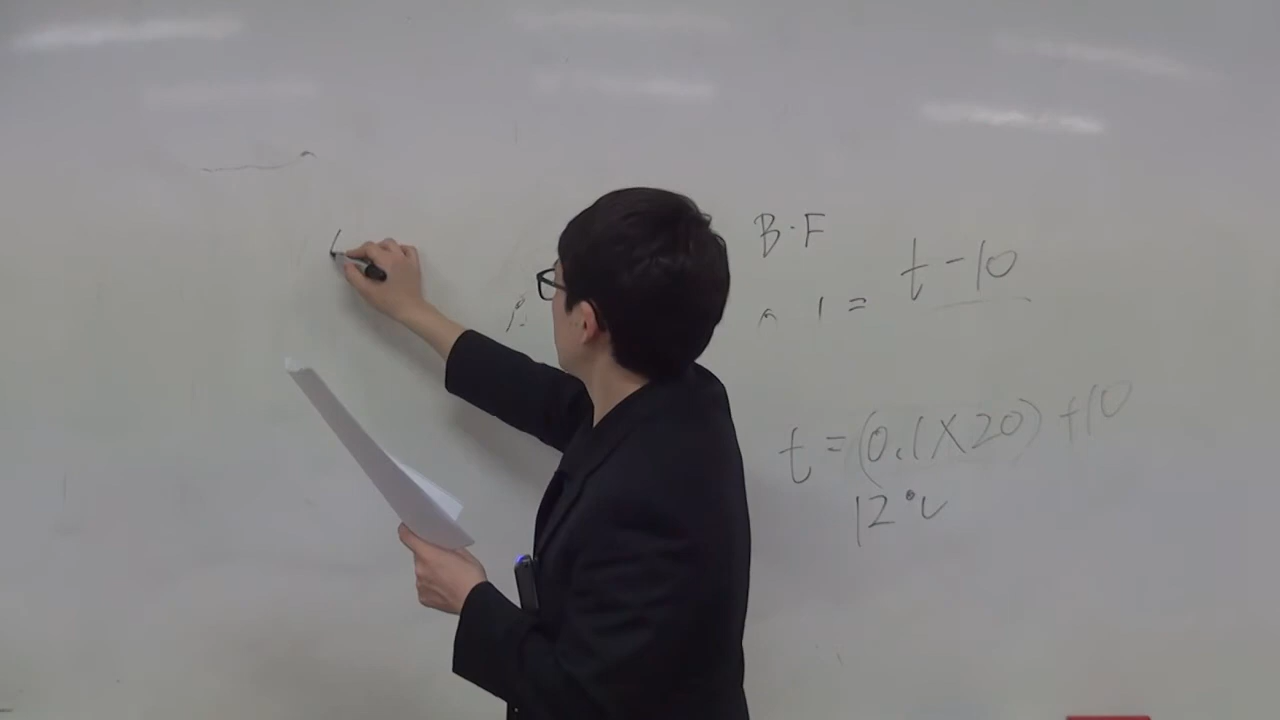 B·F
0.1 = t-10
t = (0.1×20)+10
12℃